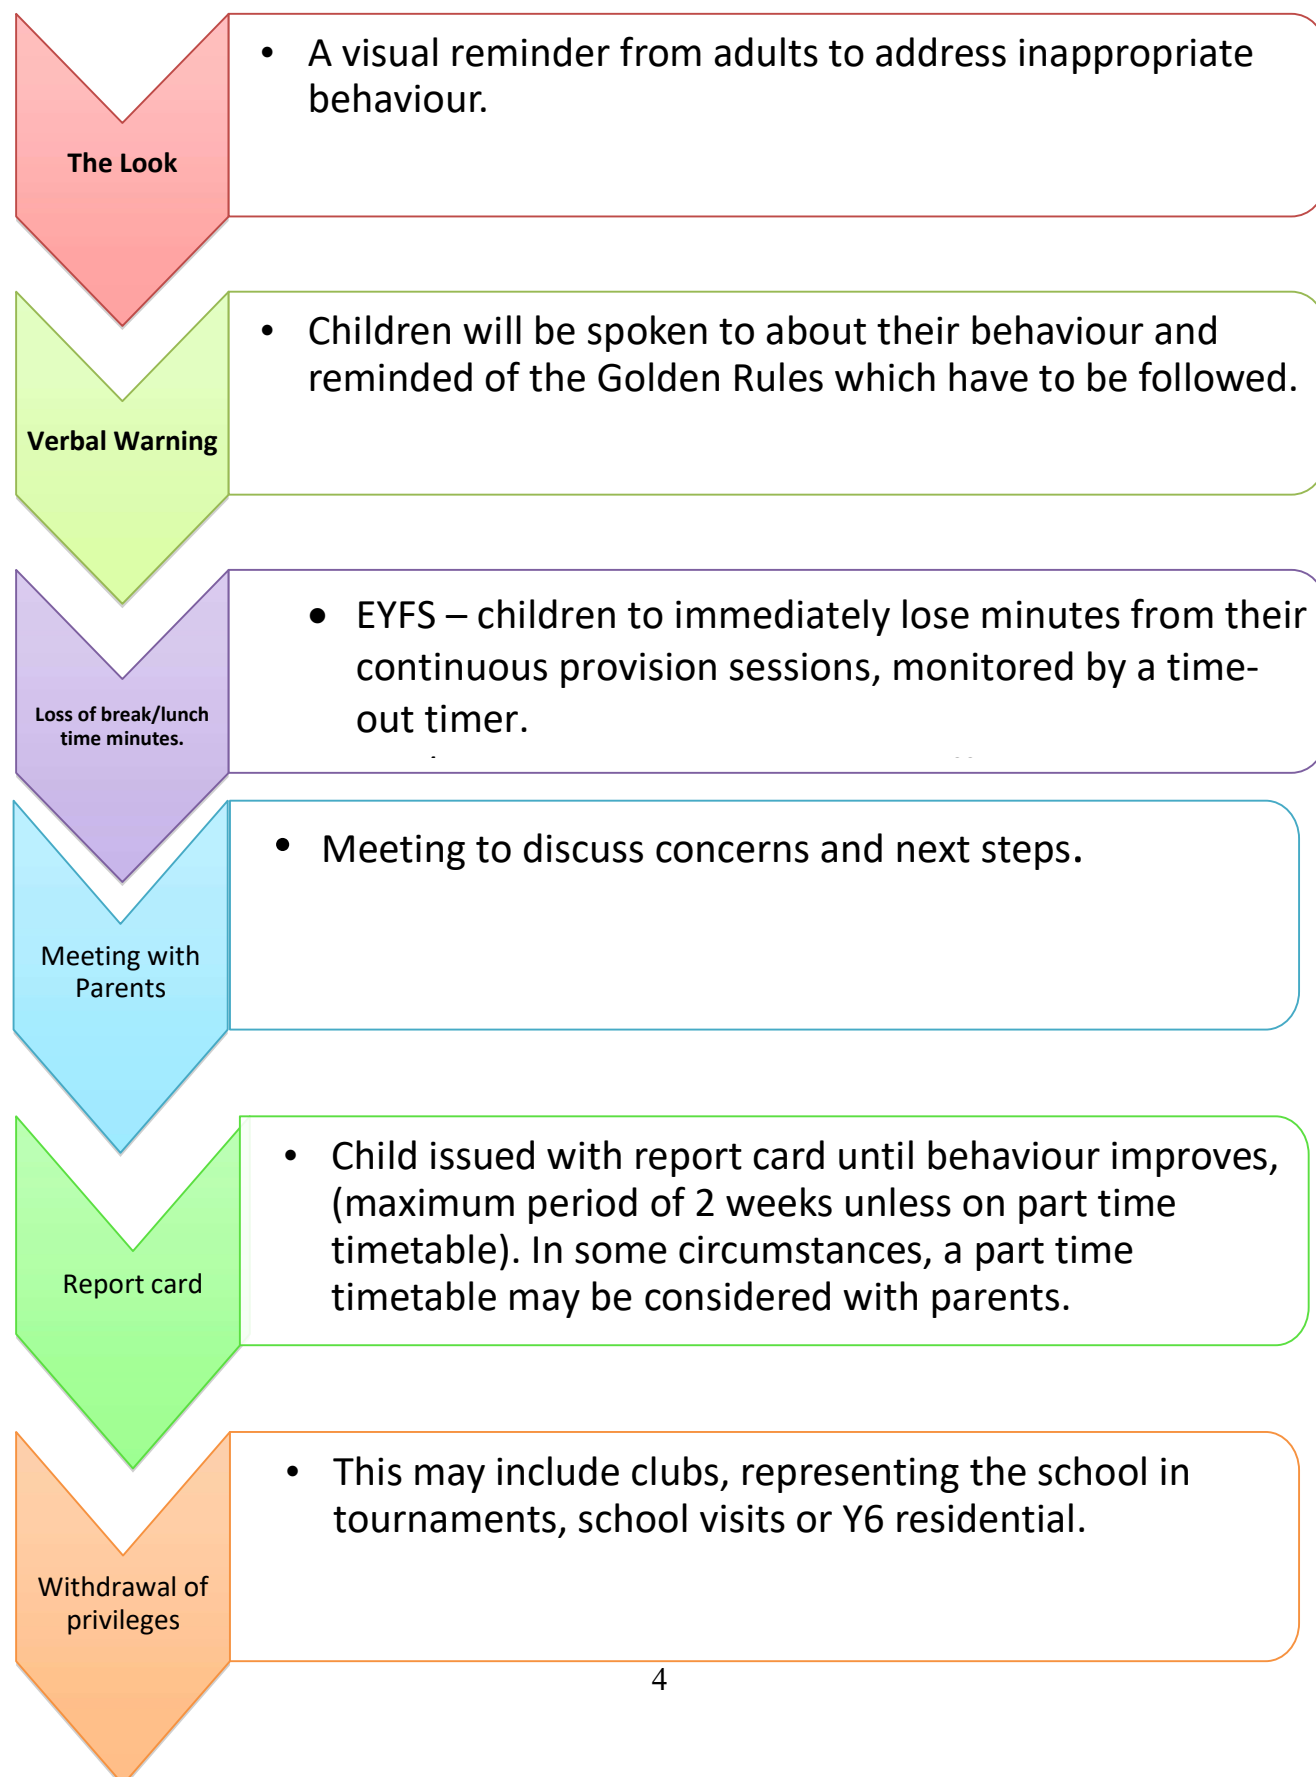 The Look
• A visual reminder from adults to address inappropriate
behaviour.
Verbal Warning
• Children will be spoken to about their behaviour and
reminded of the Golden Rules which have to be followed.
Loss of break/lunch
time minutes.
• EYFS – children to immediately lose minutes from their
continuous provision sessions, monitored by a time-
out timer.
Meeting with
Parents
• Meeting to discuss concerns and next steps.
Report card
• Child issued with report card until behaviour improves,
(maximum period of 2 weeks unless on part time
timetable). In some circumstances, a part time
timetable may be considered with parents.
Withdrawal of
privileges
• This may include clubs, representing the school in
tournaments, school visits or Y6 residential.
4